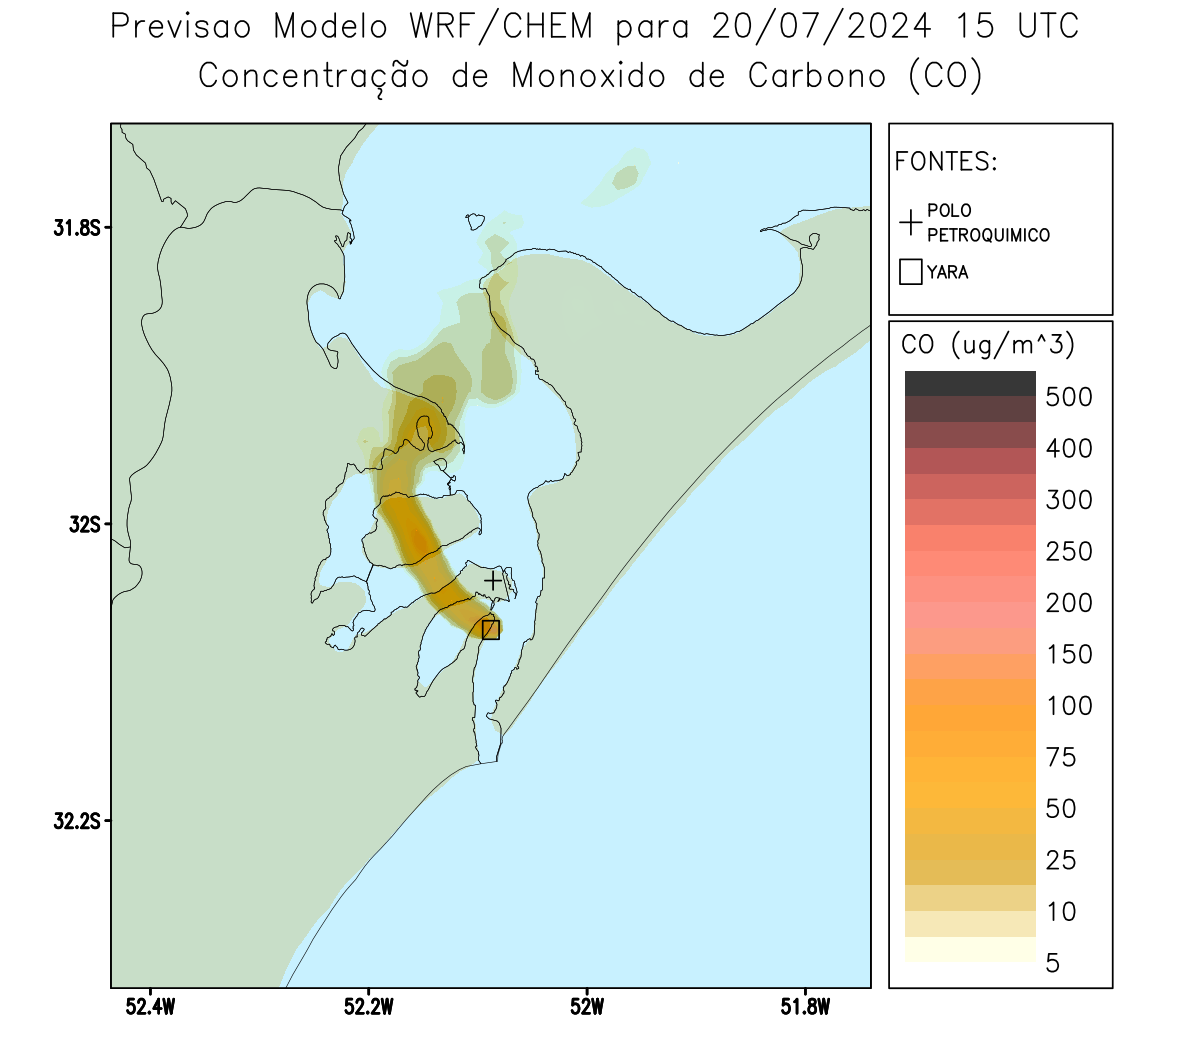 Previsao Modelo WRF/CHEM para 20/07/2024 15 UTC
Concentração de Monoxido de Carbono (CO)
FONTES:
POLO
PETROQUIMICO
YARA
CO (ug/m^3)
500
400
300
250
200
150
100
75
50
25
10
5
31.8S
32S
32.2S
52.4W
52.2W
52W
51.8W